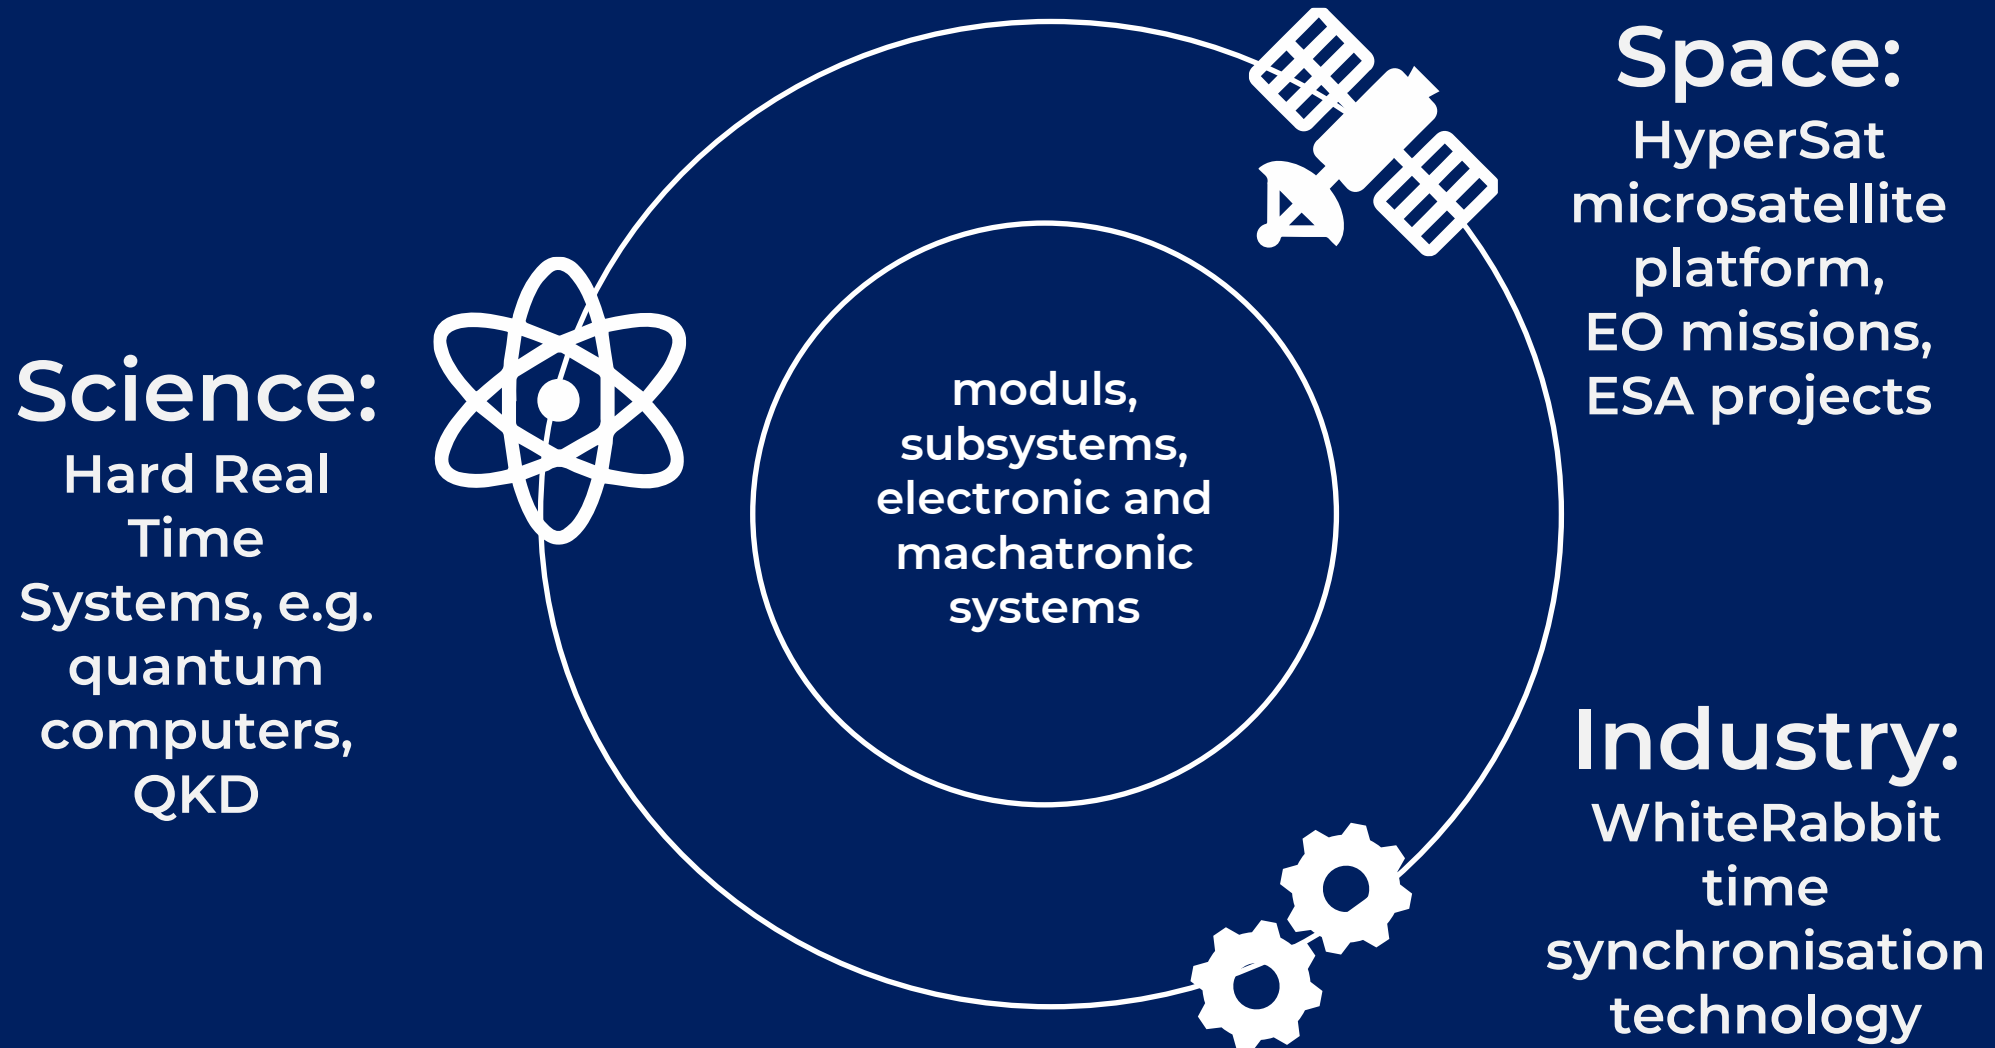 Science:
Hard Real
Time
Systems, e.g.
quantum
computers,
QKD
moduls,
subsystems,
electronic and
machatronic
systems
Space:
HyperSat
microsatellite
platform,
EO missions,
ESA projects
Industry:
WhiteRabbit
time
synchronisation
technology